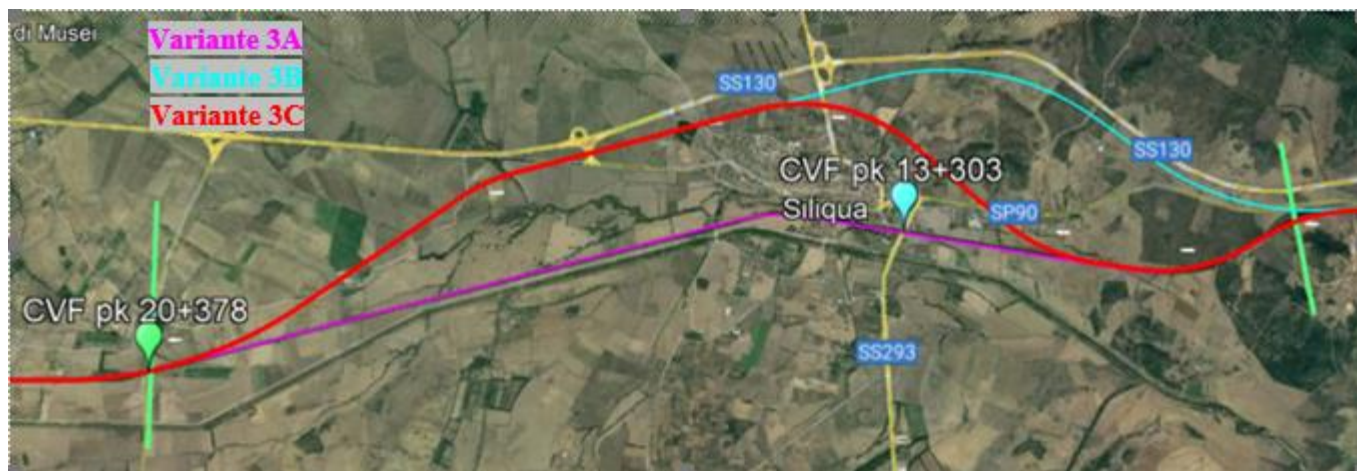 di Musei
Variante 3A
Variante 3B
Variante 3C
SS130
SS130
CVF pk 13+303
Siliqua
SP90
CVF pk 20+378
SS293